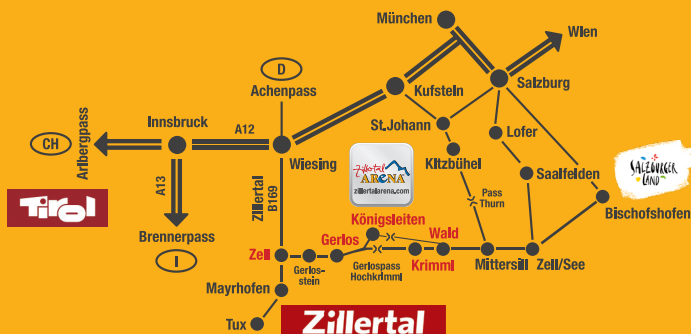 München
Wien
D
Achenpass
Kufstein
Salzburg
CH
Arlbergpass
Innsbruck
A12
St.Johann
Lofer
Wiesing
Zillertal
ARENA
zillertalarena.com
Kitzbühel
Saalfelden
SALZBURGER
LAND
A13
Zillertal
B169
Pass
Thurn
Bischofshofen
Tirol
Königsleiten
Brennerpass
I
Zell
Gerlos
Wald
Gerlos-
stein
Gerlospass
Hochkrimml
Krimml
Mittersill
Zell/See
Mayrhofen
Tux
Zillertal